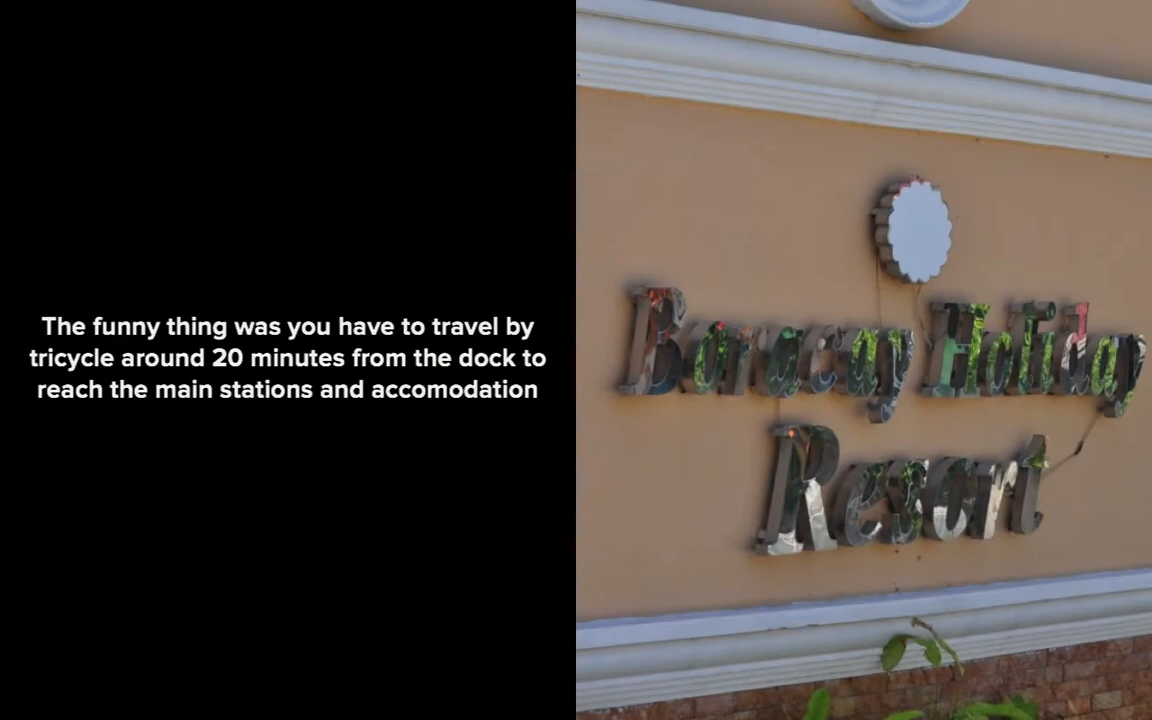 The funny thing was you have to travel by
tricycle around 20 minutes from the dock to
reach the main stations and accomodation
Boracay Holiday
Resort